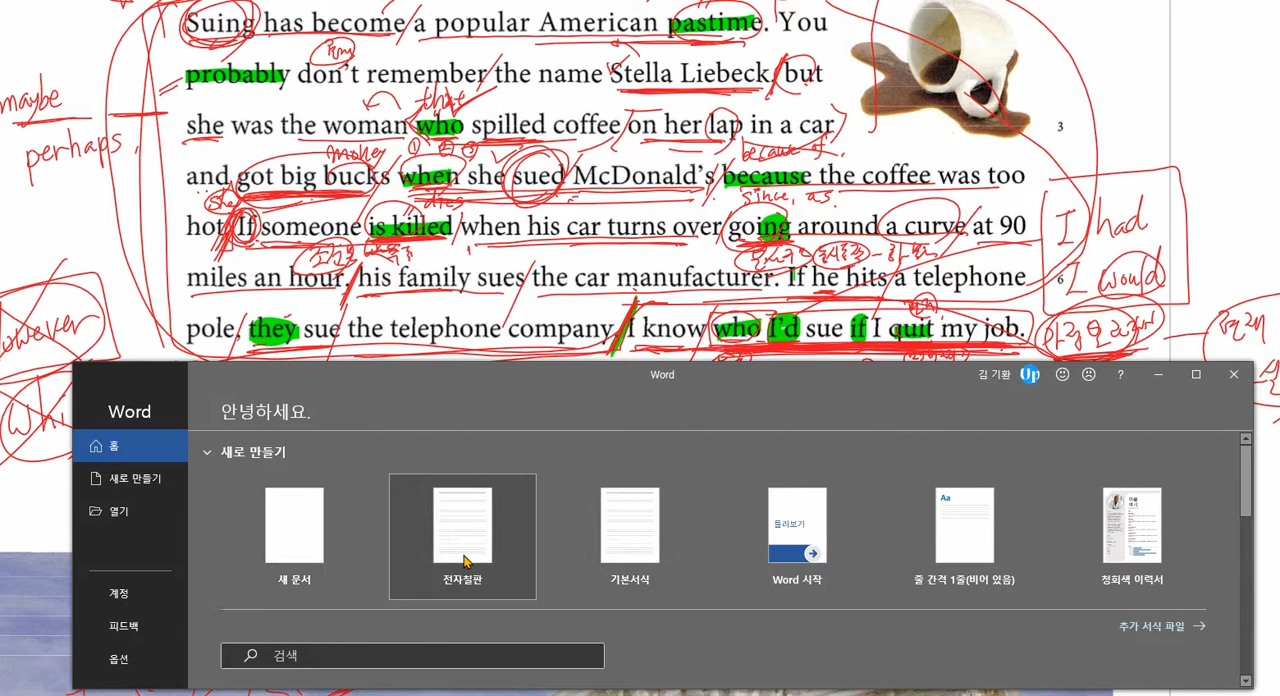 Suing has become a popular American pastime. You
probably don't remember the name Stella Liebeck, but
maybe
perhaps,
that
she was the woman who spilled coffee on her lap in a car
3
money
① ② ③
because of
and got big bucks when she sued McDonald's because the coffee was too
She
dies
since, as.
hot. If someone is killed when his car turns over going around a curve at 90
I had
I would
miles an hour, his family sues the car manufacturer. If he hits a telephone
6
pole, they sue the telephone company. I know who I'd sue if I quit my job.
However
Whi
Word
김 기환
Up
?
Word
안녕하세요.
홈
새로 만들기
열기
새로 만들기
둘러보기
Aa
새 문서
전자칠판
기본서식
Word 시작
줄 간격 1줄(비어 있음)
청회색 이력서
계정
피드백
옵션
추가 서식 파일
검색